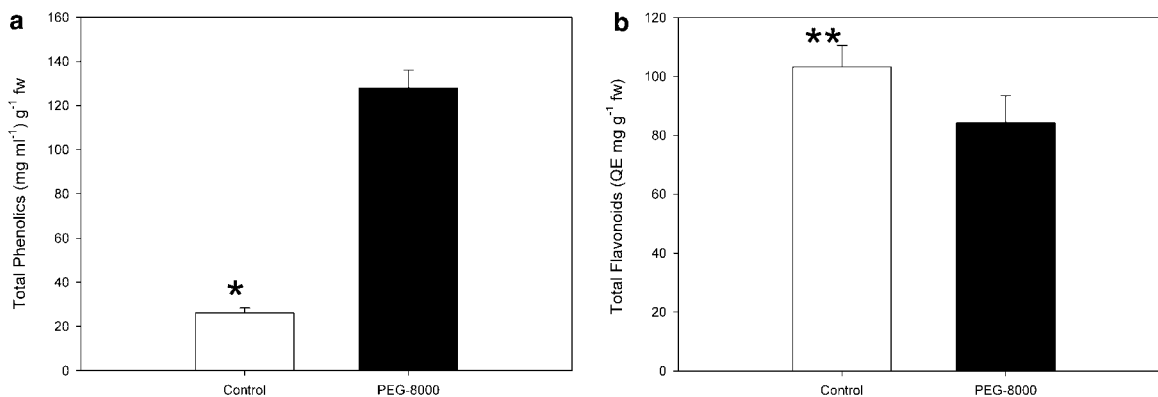 a
Total Phenolics (mg ml⁻¹) g⁻¹ fw
160
140
120
100
80
60
40
20
0
*
Control
PEG-8000
b
Total Flavonoids (QE mg g⁻¹ fw)
120
100
80
60
40
20
0
**
Control
PEG-8000